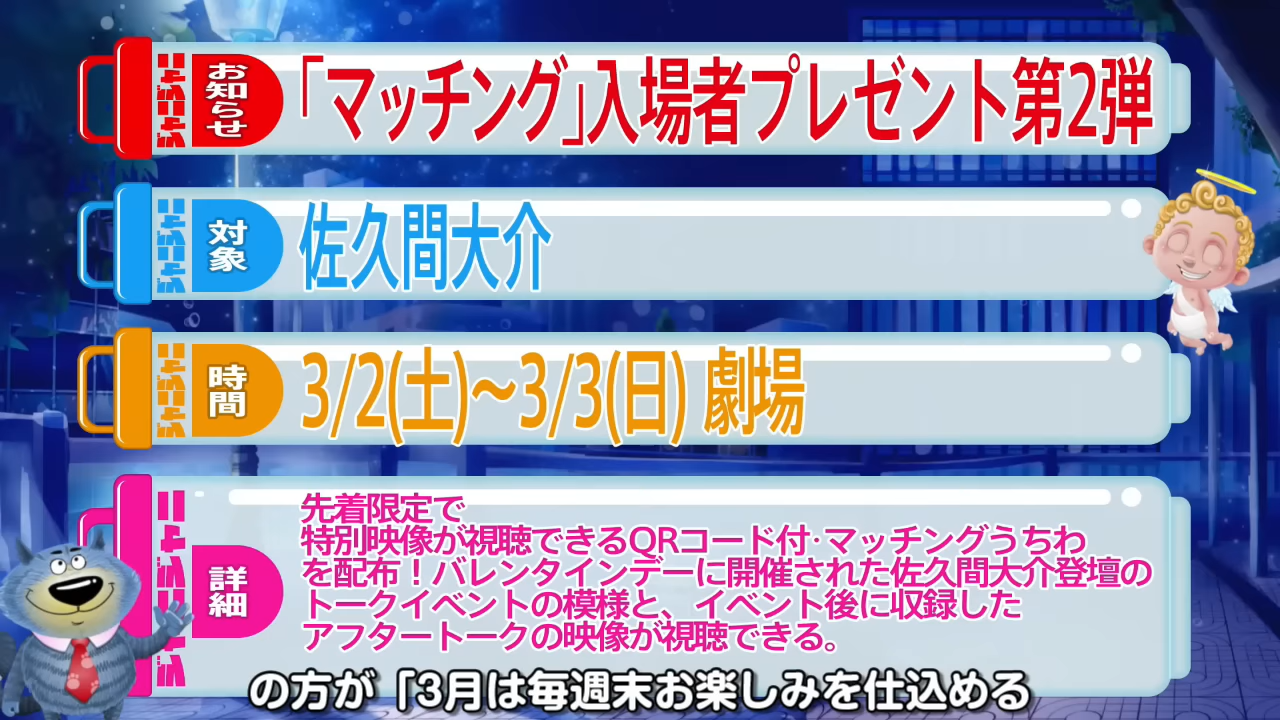 お知らせ
「マッチング」入場者プレゼント第2弾
対象
佐久間大介
時間
3/2(土)～3/3(日) 劇場
詳細
先着限定で
特別映像が視聴できるQRコード付・マッチングうちわ
を配布！バレンタインデーに開催された佐久間大介登壇の
トークイベントの模様と、イベント後に収録した
アフタートークの映像が視聴できる。
の方が「3月は毎週末お楽しみを仕込める